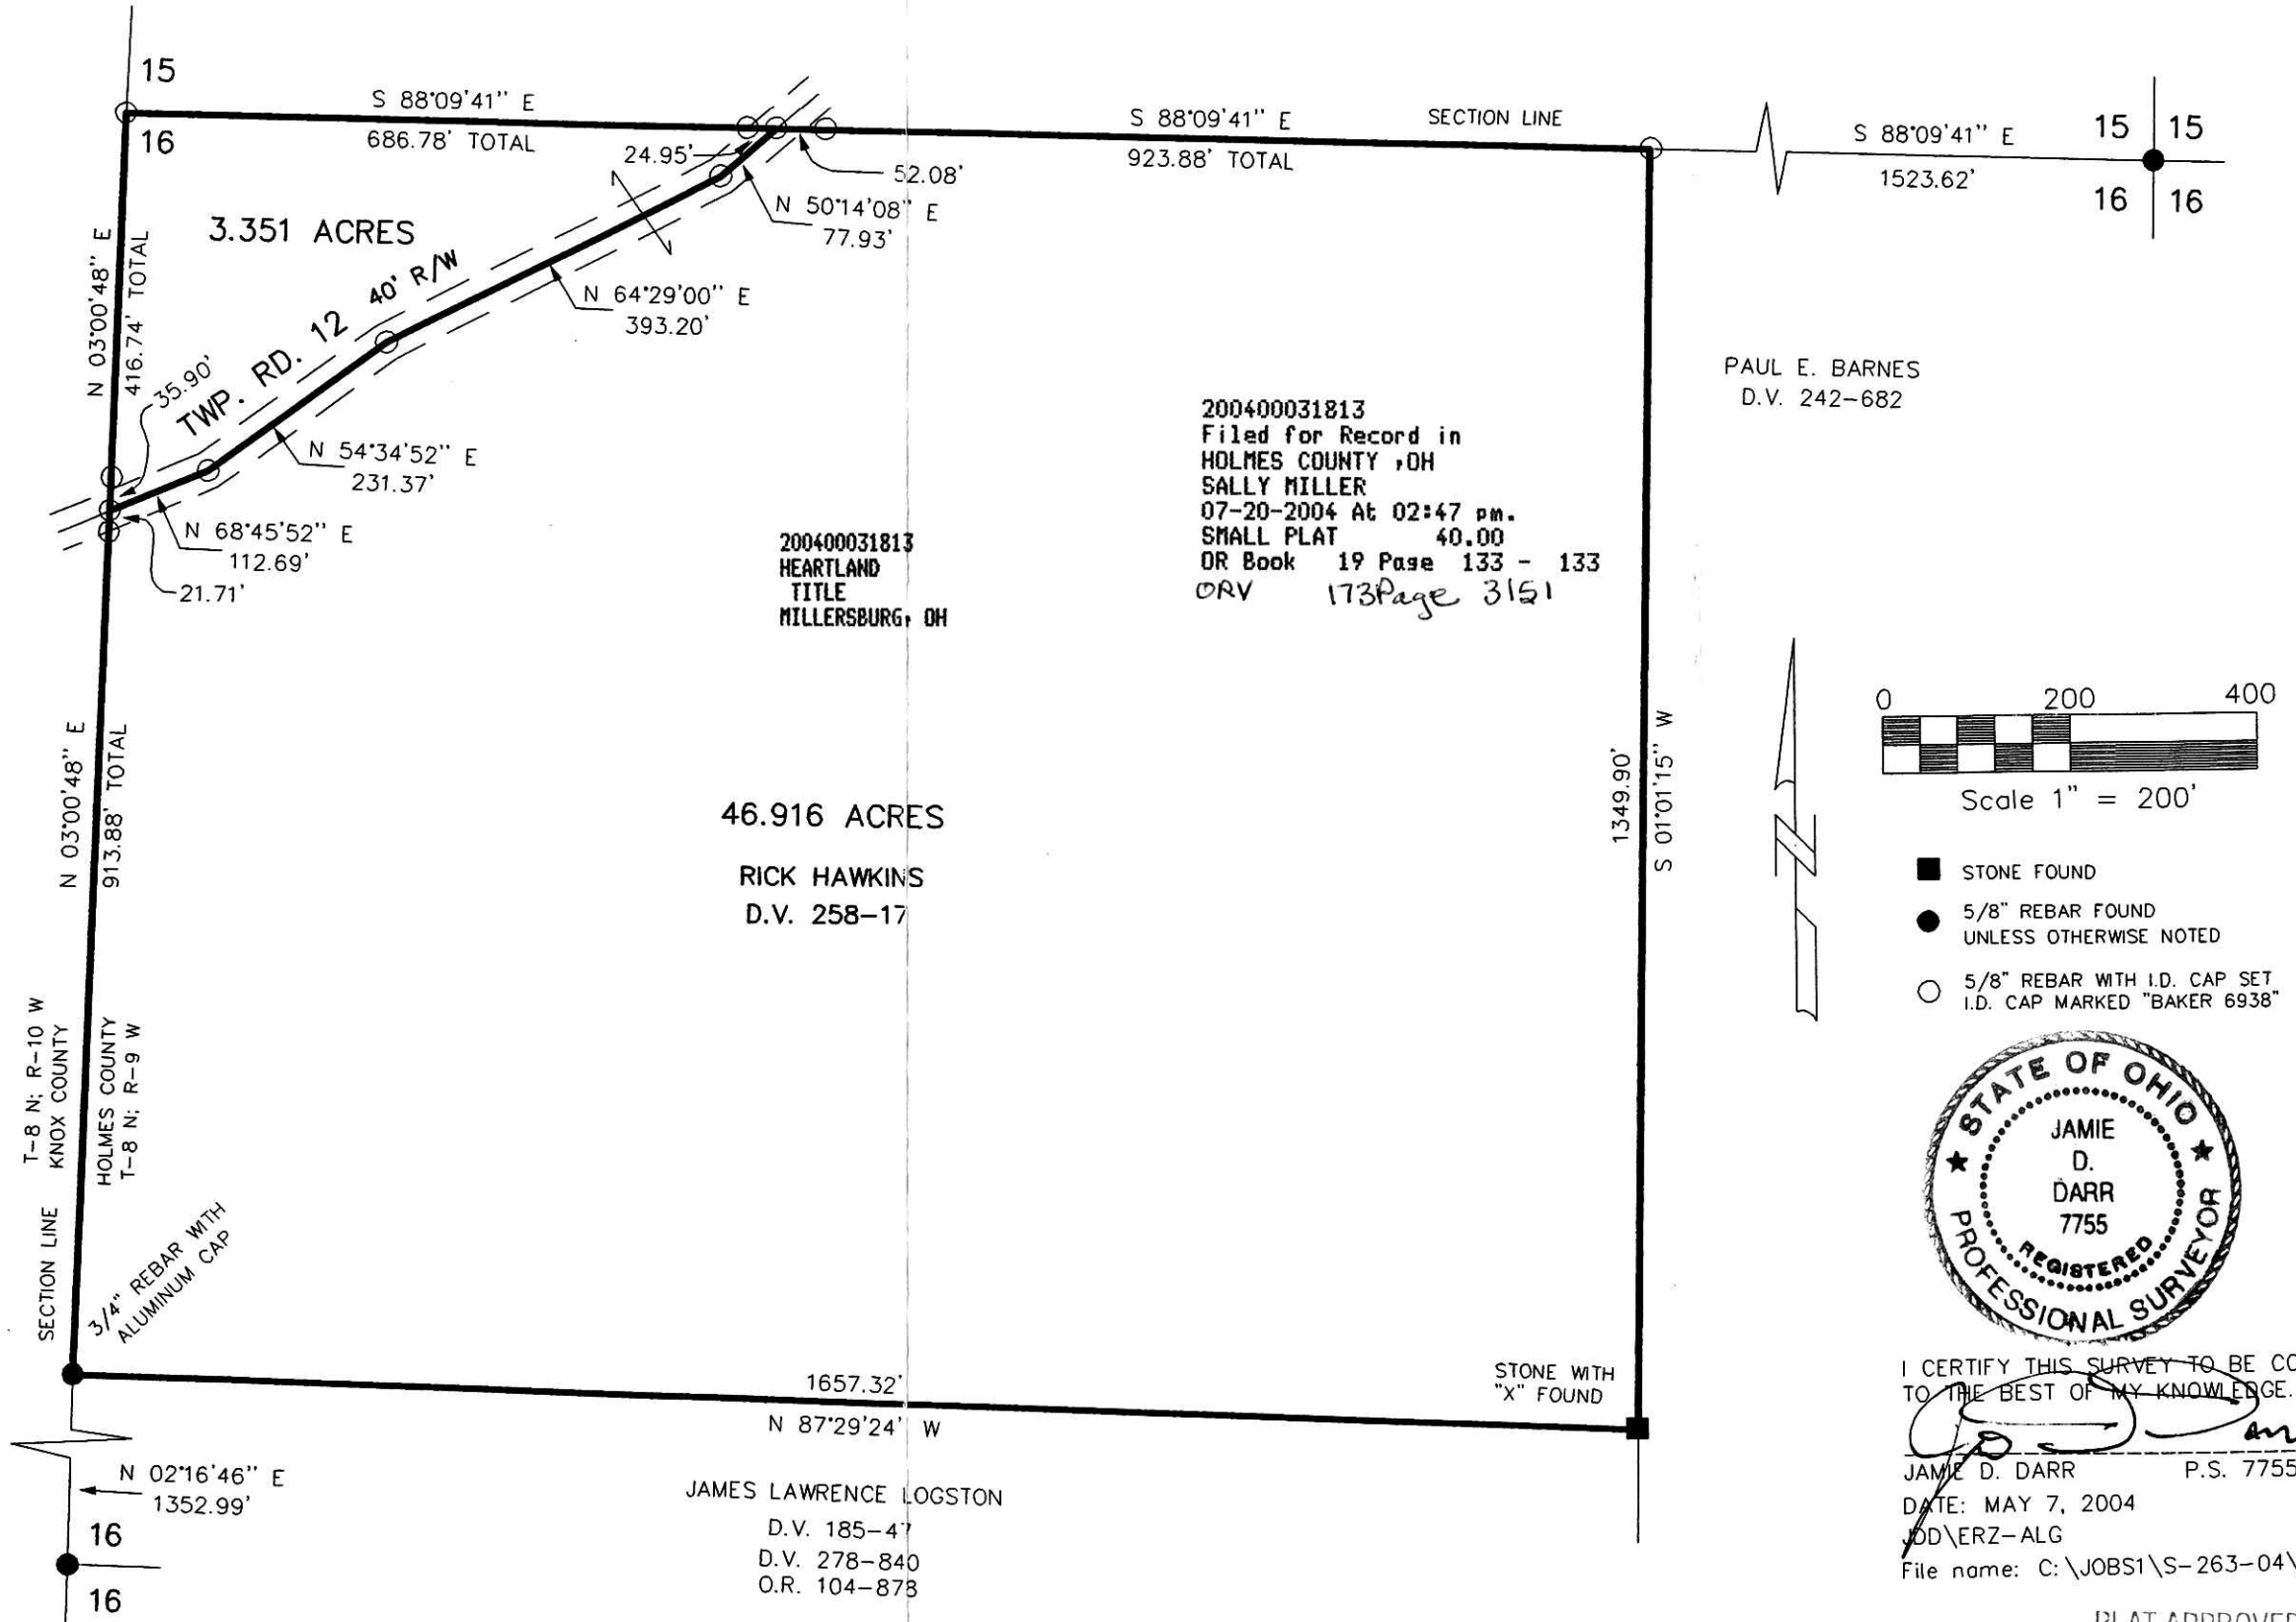 15
16
S 88°09'41" E
686.78' TOTAL
24.95'
52.08'
S 88°09'41" E
923.88' TOTAL
SECTION LINE
S 88°09'41" E
1523.62'
15 15
16 16
3.351 ACRES
N 03°00'48" E
416.74' TOTAL
35.90'
TWP. RD. 12 40' R/W
N 50°14'08" E
77.93'
N 64°29'00" E
393.20'
N 54°34'52" E
231.37'
N 68°45'52" E
112.69'
21.71'
200400031813
HEARTLAND
TITLE
MILLERSBURG, OH
200400031813
Filed for Record in
HOLMES COUNTY ,OH
SALLY MILLER
07-20-2004 At 02:47 pm.
SMALL PLAT 40.00
OR Book 19 Page 133 - 133
ORV 173Page 3151
PAUL E. BARNES
D.V. 242-682
N 03°00'48" E
913.88' TOTAL
46.916 ACRES
RICK HAWKINS
D.V. 258-17
1349.90'
S 01°01'15" W
0 200 400
Scale 1" = 200'
N
STONE FOUND
5/8" REBAR FOUND
UNLESS OTHERWISE NOTED
5/8" REBAR WITH I.D. CAP SET
I.D. CAP MARKED "BAKER 6938"
T-8 N; R-10 W
KNOX COUNTY
HOLMES COUNTY
T-8 N; R-9 W
SECTION LINE
3/4" REBAR WITH
ALUMINUM CAP
STATE OF OHIO
JAMIE
D.
DARR
7755
REGISTERED
PROFESSIONAL SURVEYOR
1657.32'
N 87°29'24" W
STONE WITH
"X" FOUND
N 02°16'46" E
1352.99'
16
16
JAMES LAWRENCE LOGSTON
D.V. 185-47
D.V. 278-840
O.R. 104-878
I CERTIFY THIS SURVEY TO BE CO
TO THE BEST OF MY KNOWLEDGE.
JAMIE D. DARR P.S. 7755
DATE: MAY 7, 2004
JDD\ERZ-ALG
File name: C:\JOBS1\S-263-04\
PLAT APPROVE